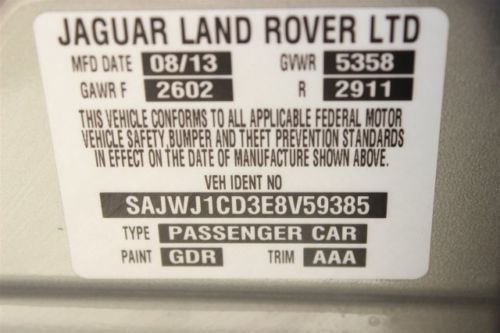 JAGUAR LAND ROVER LTD
MFD DATE 08/13 GVWR 5358
GAWR F 2602 R 2911
THIS VEHICLE CONFORMS TO ALL APPLICABLE FEDERAL MOTOR
VEHICLE SAFETY,BUMPER AND THEFT PREVENTION STANDARDS
IN EFFECT ON THE DATE OF MANUFACTURE SHOWN ABOVE.
VEH IDENT NO
SAJWJ1CD3E8V59385
TYPE PASSENGER CAR
PAINT GDR TRIM AAA